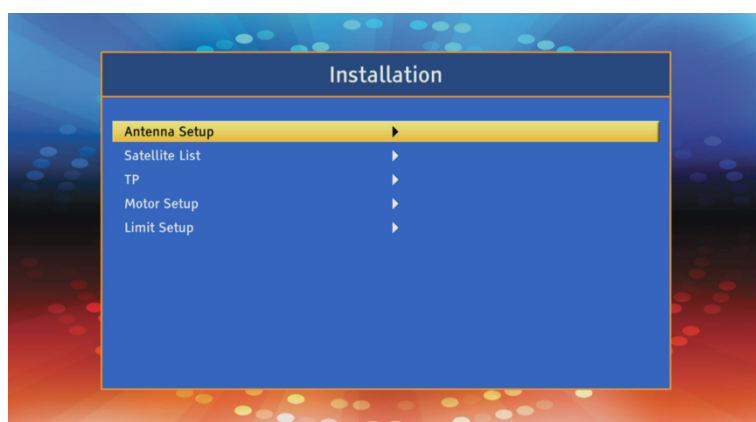 Installation
Antenna Setup
Satellite List
TP
Motor Setup
Limit Setup